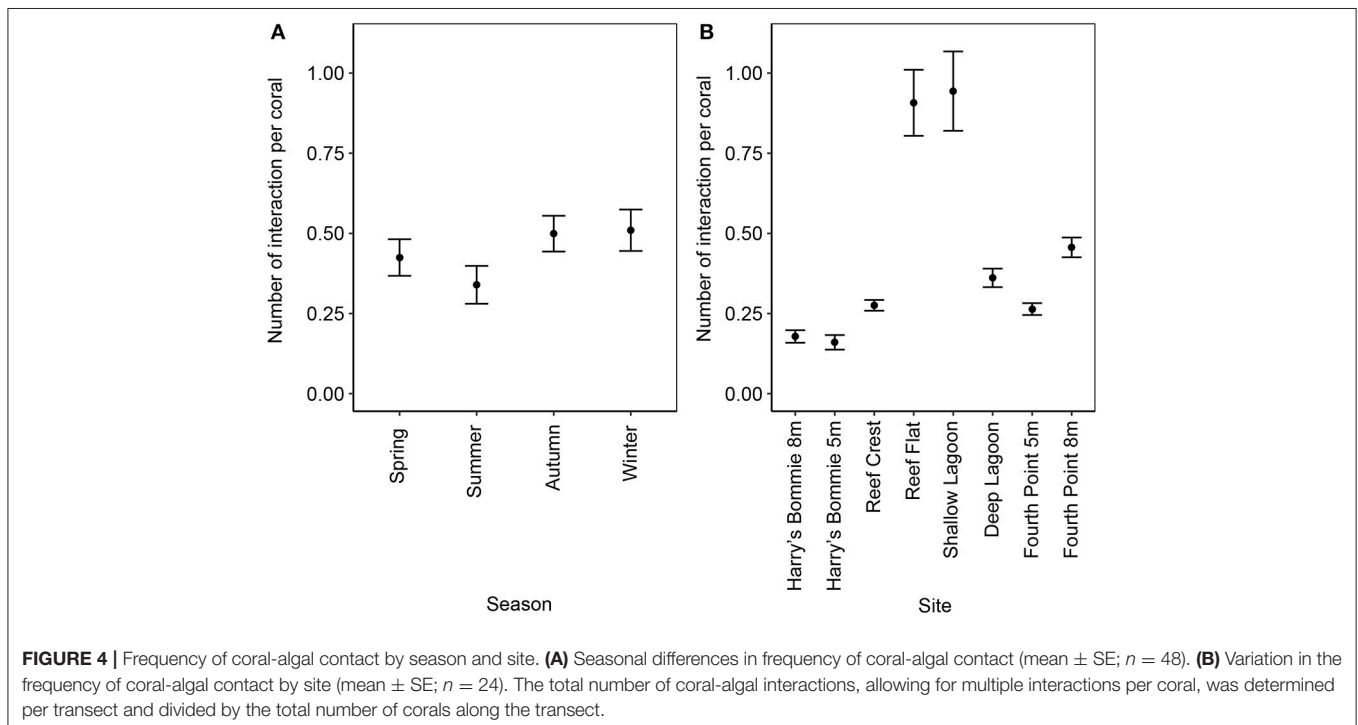 A
Number of interaction per coral
1.00
0.75
0.50
0.25
0.00
Spring
Summer
Autumn
Winter
Season
B
Number of interaction per coral
1.00
0.75
0.50
0.25
0.00
Harry's Bommie 8m
Harry's Bommie 5m
Reef Crest
Reef Flat
Shallow Lagoon
Deep Lagoon
Fourth Point 5m
Fourth Point 8m
Site
FIGURE 4 | Frequency of coral-algal contact by season and site. (A) Seasonal differences in frequency of coral-algal contact (mean ± SE; n = 48). (B) Variation in the
frequency of coral-algal contact by site (mean ± SE; n = 24). The total number of coral-algal interactions, allowing for multiple interactions per coral, was determined
per transect and divided by the total number of corals along the transect.